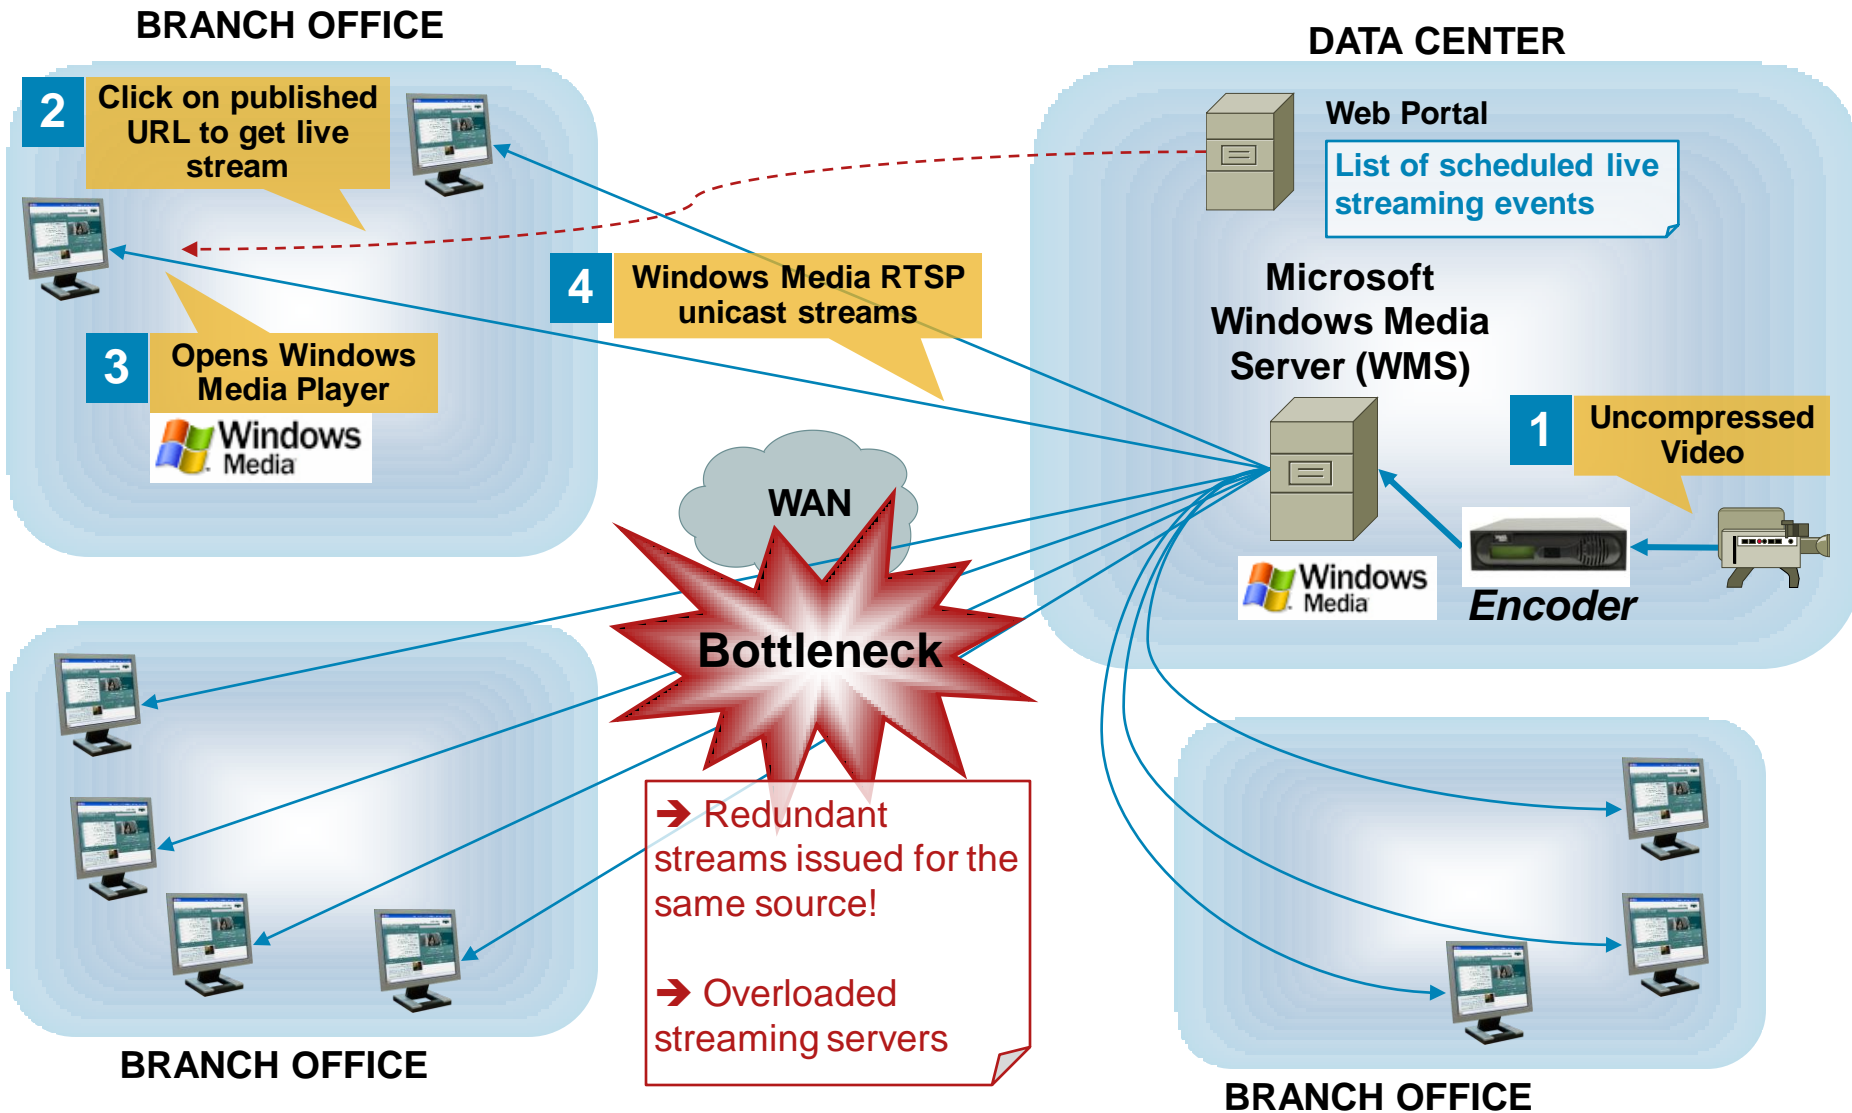 BRANCH OFFICE
DATA CENTER
2
Click on published
URL to get live
stream
Web Portal
List of scheduled live
streaming events
4
Windows Media RTSP
unicast streams
Microsoft
Windows Media
Server (WMS)
3
Opens Windows
Media Player
Windows
Media
1
Uncompressed
Video
WAN
Windows
Media
Encoder
Bottleneck
➔ Redundant
streams issued for the
same source!
➔ Overloaded
streaming servers
BRANCH OFFICE
BRANCH OFFICE